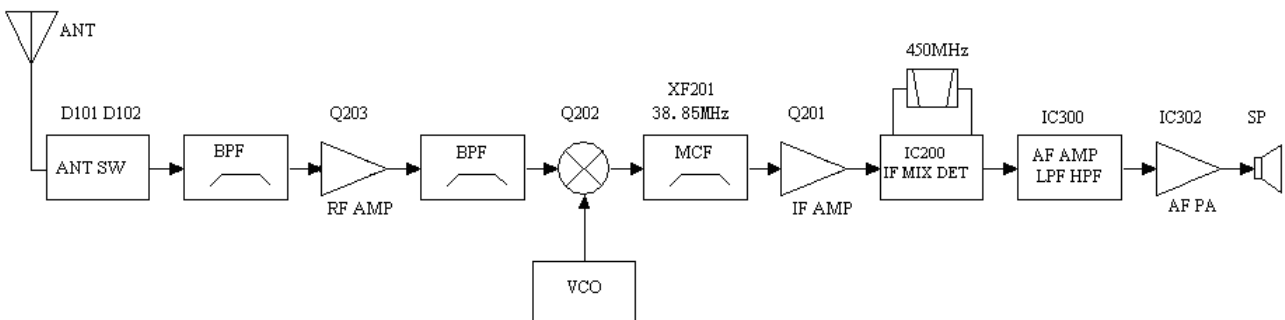 ANT
450MHz
XF201
D101 D102
Q203
Q202
38.85MHz
Q201
IC300
IC302
SP
ANT SW
BPF
BPF
MCF
IC200
IF MIX DET
AF AMP
LPF HPF
RF AMP
IF AMP
AF PA
VCO